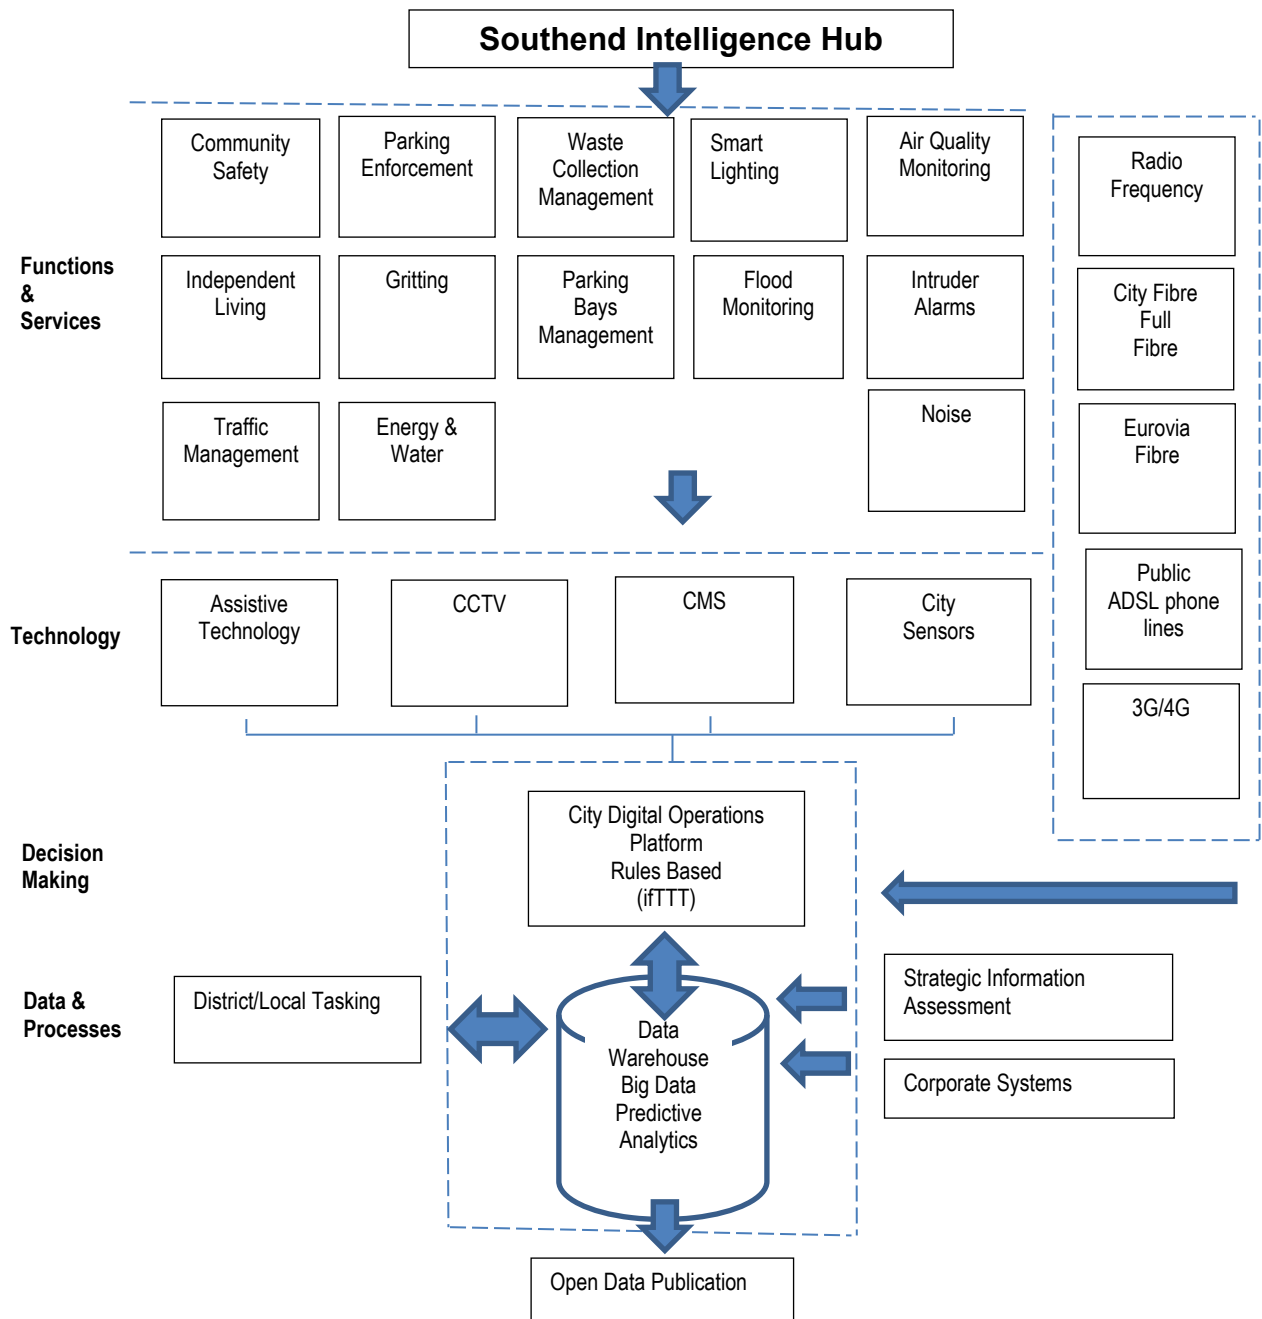 Southend Intelligence Hub
Functions
&
Services
Community
Safety
Parking
Enforcement
Waste
Collection
Management
Smart
Lighting
Air Quality
Monitoring
Independent
Living
Gritting
Parking
Bays
Management
Flood
Monitoring
Intruder
Alarms
Traffic
Management
Energy &
Water
Noise
Radio
Frequency
City Fibre
Full
Fibre
Eurovia
Fibre
Public
ADSL phone
lines
3G/4G
Technology
Assistive
Technology
CCTV
CMS
City
Sensors
Decision
Making
City Digital Operations
Platform
Rules Based
(ifTTT)
Data &
Processes
District/Local Tasking
Data
Warehouse
Big Data
Predictive
Analytics
Strategic Information
Assessment
Corporate Systems
Open Data Publication